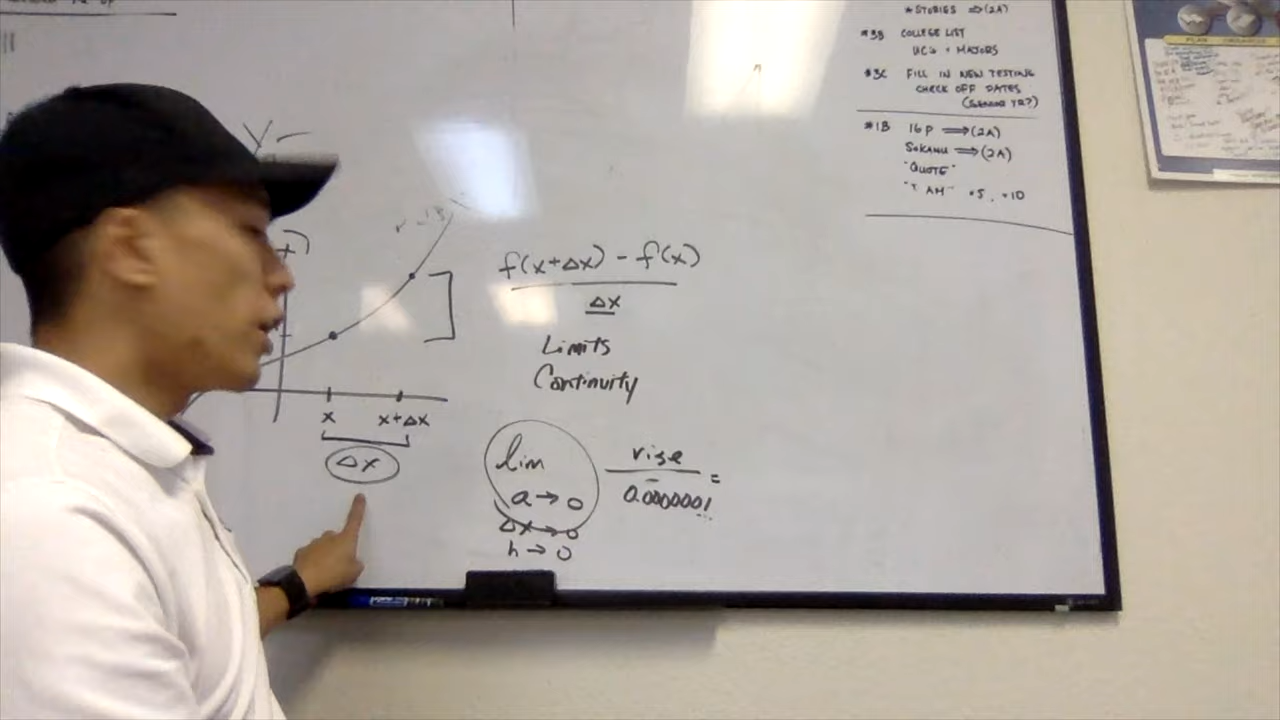 * STORIES ⇒ (2A)
#3B COLLEGE LIST
UCs + MAJORS
#3C FILL IN NEW TESTING
CHECK OFF DATES
(SENIOR YR?)
#1B 16P ⇒ (2A)
SOKANU ⇒ (2A)
"QUOTE"
"I AM" +5, +10
f(x+Δx) - f(x)
Δx
Limits
Continuity
x x+Δx
Δx
lim
a → 0
Δx → 0
h → 0
rise =
0.0000001